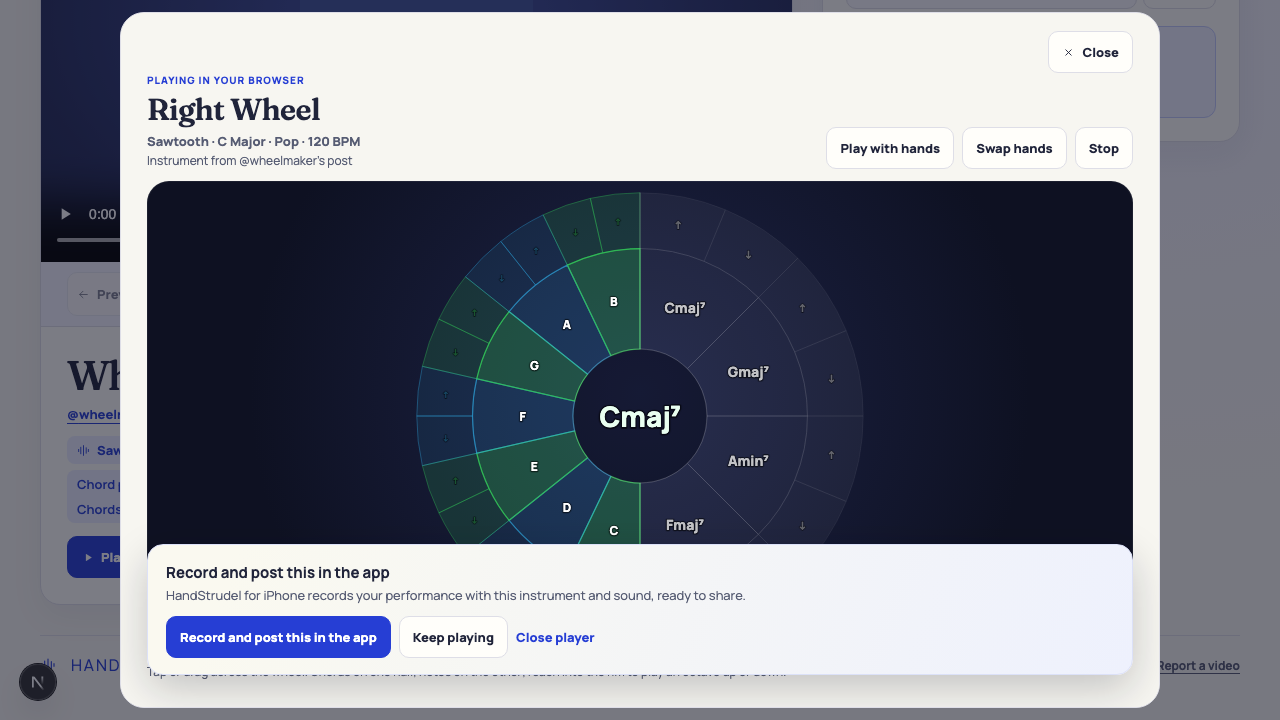 Close
PLAYING IN YOUR BROWSER
Right Wheel
Sawtooth · C Major · Pop · 120 BPM
Instrument from @wheelmaker's post
Play with hands
Swap hands
Stop
0:00
B
A
G
F
E
D
C
Cmaj⁷
Gmaj⁷
Amin⁷
Fmaj⁷
Cmaj⁷
Record and post this in the app
HandStrudel for iPhone records your performance with this instrument and sound, ready to share.
Record and post this in the app
Keep playing
Close player
Chords
HAND
Report a video
N